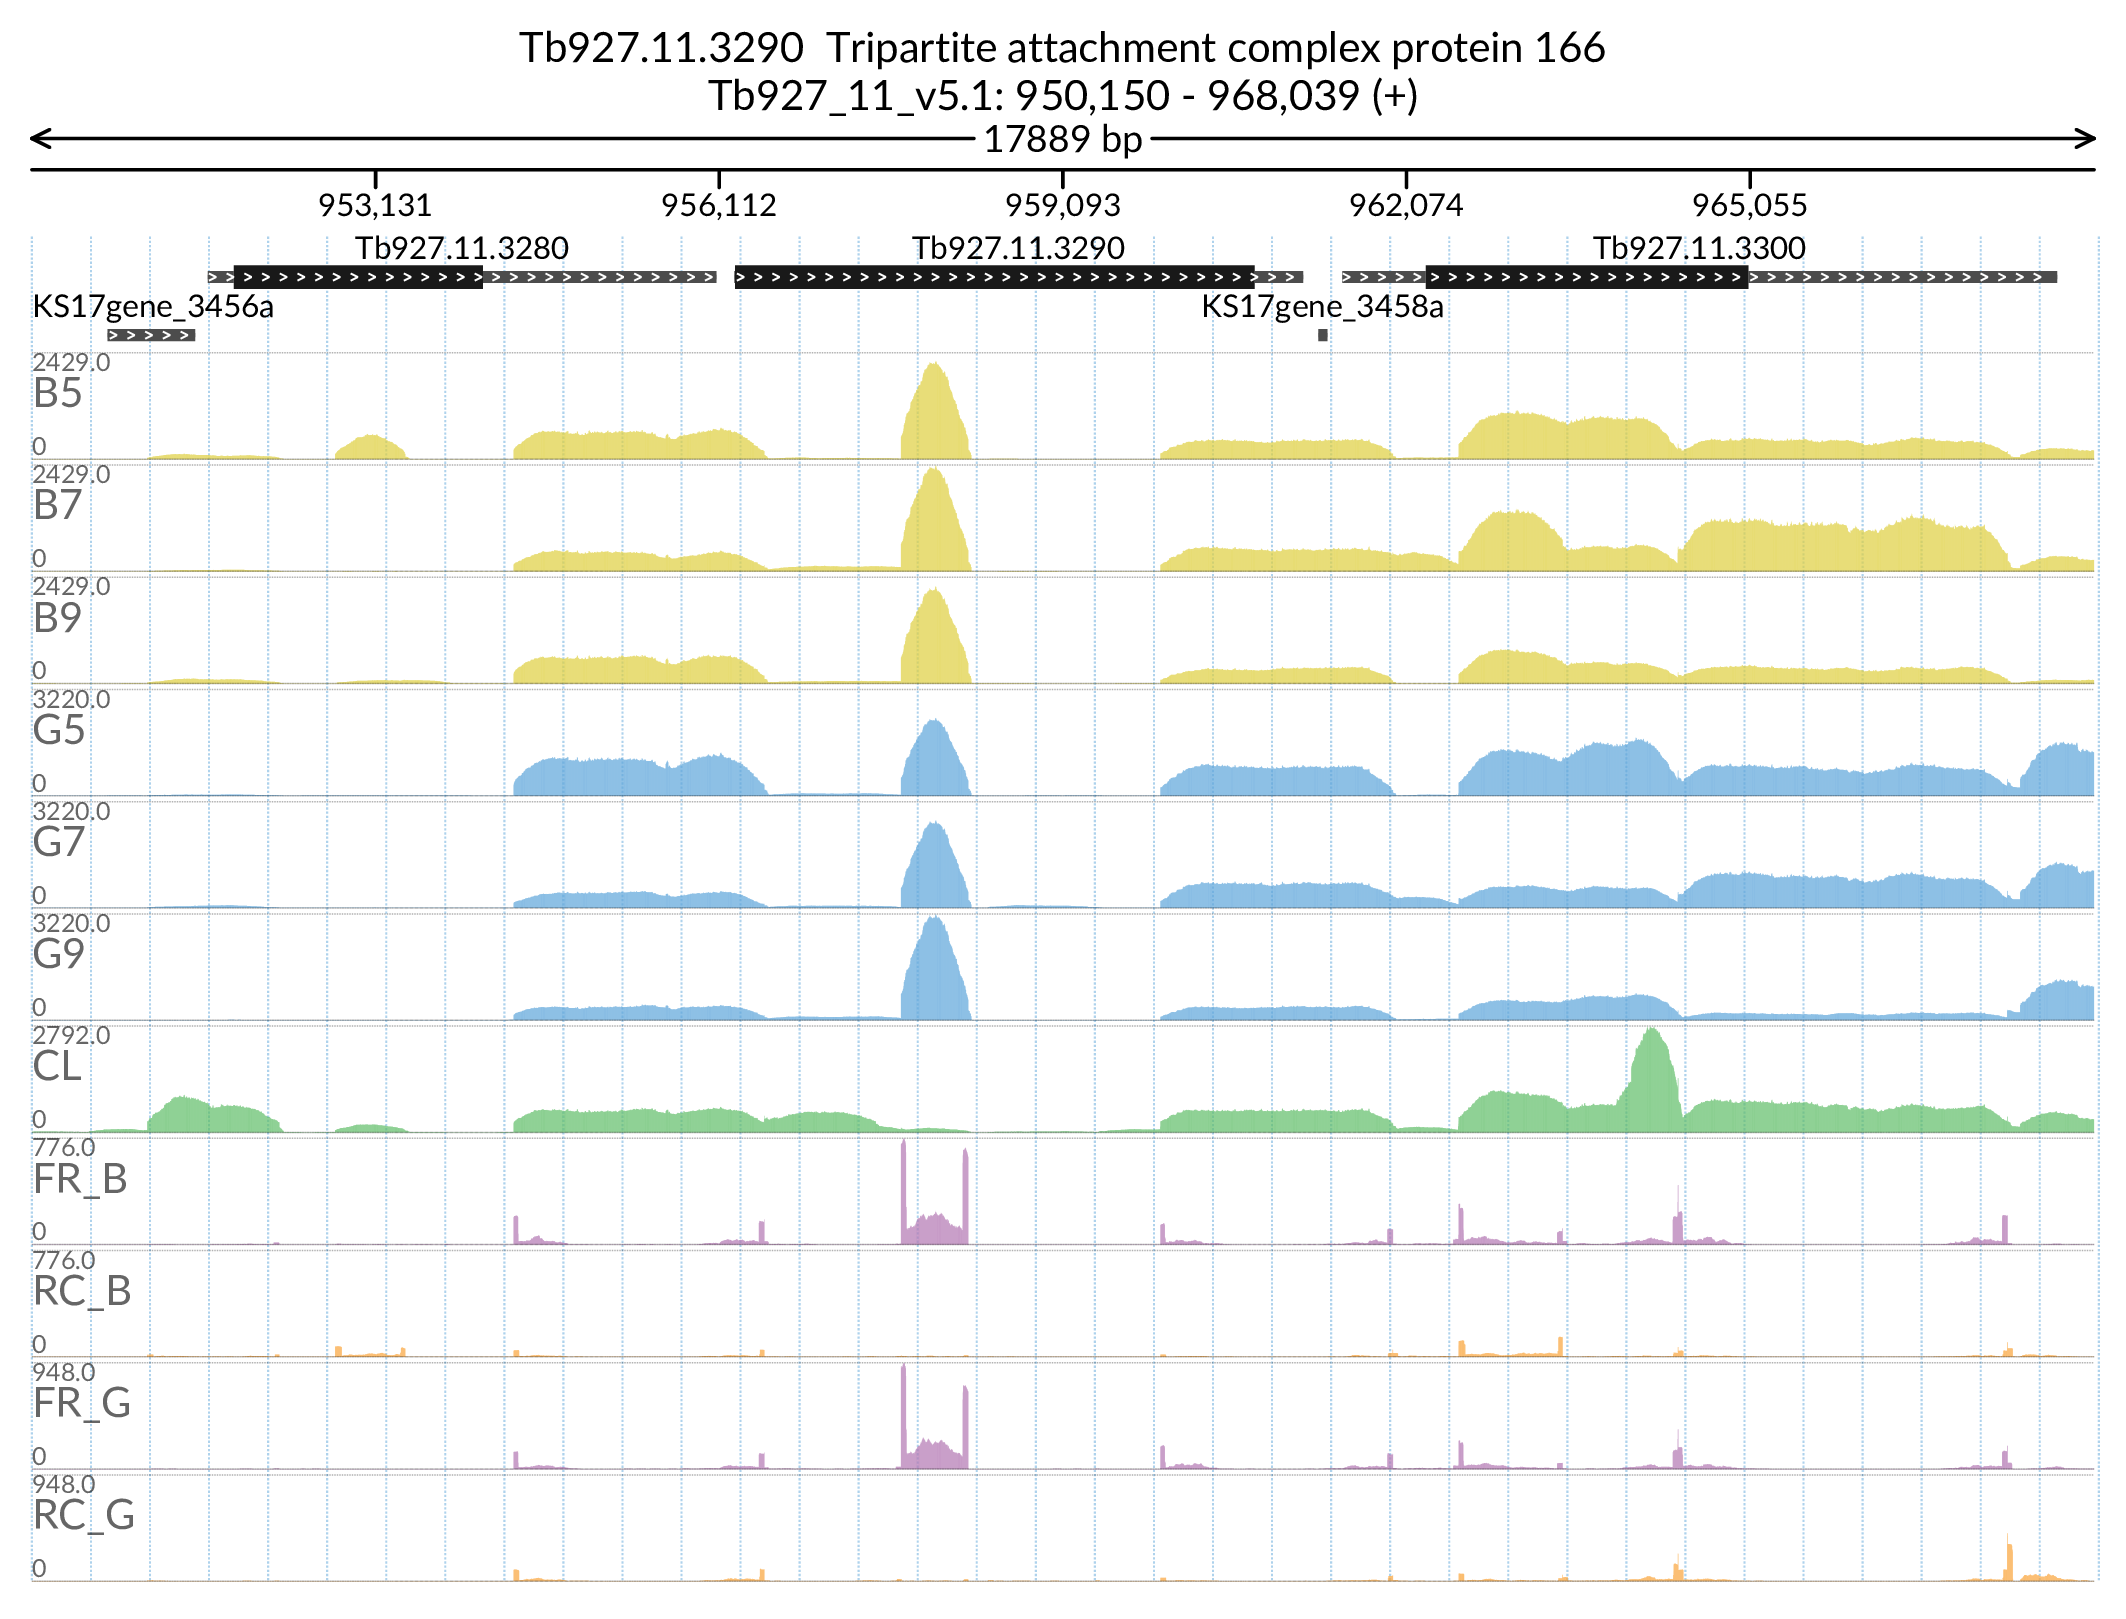 Tb927.11.3290  Tripartite attachment complex protein 166
Tb927_11_v5.1: 950,150 - 968,039 (+)
17889 bp
953,131 956,112 959,093 962,074 965,055
Tb927.11.3280 Tb927.11.3290 Tb927.11.3300
KS17gene_3456a KS17gene_3458a
2429.0
B5
0
2429.0
B7
0
2429.0
B9
0
3220.0
G5
0
3220.0
G7
0
3220.0
G9
0
2792.0
CL
0
776.0
FR_B
0
776.0
RC_B
0
948.0
FR_G
0
948.0
RC_G
0